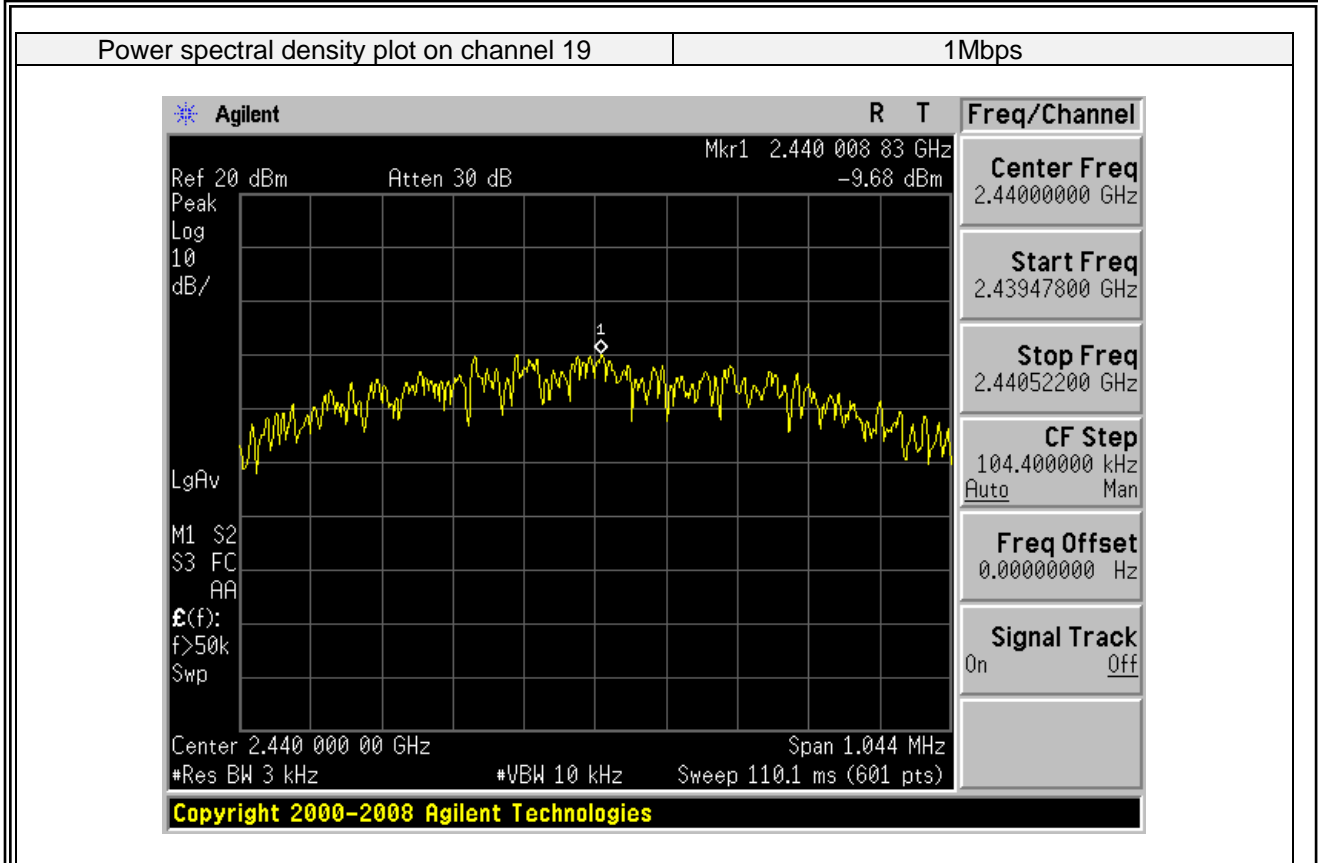 Power spectral density plot on channel 19 1Mbps
Agilent R T Freq/Channel
Mkr1 2.440 008 83 GHz
Ref 20 dBm Atten 30 dB -9.68 dBm
Peak
Log
10
dB/
1
LgAv
M1 S2
S3 FC
AA
£(f):
f>50k
Swp
Center 2.440 000 00 GHz Span 1.044 MHz
#Res BW 3 kHz #VBW 10 kHz Sweep 110.1 ms (601 pts)
Center Freq
2.44000000 GHz
Start Freq
2.43947800 GHz
Stop Freq
2.44052200 GHz
CF Step
104.400000 kHz
Auto Man
Freq Offset
0.00000000 Hz
Signal Track
On Off
Copyright 2000-2008 Agilent Technologies